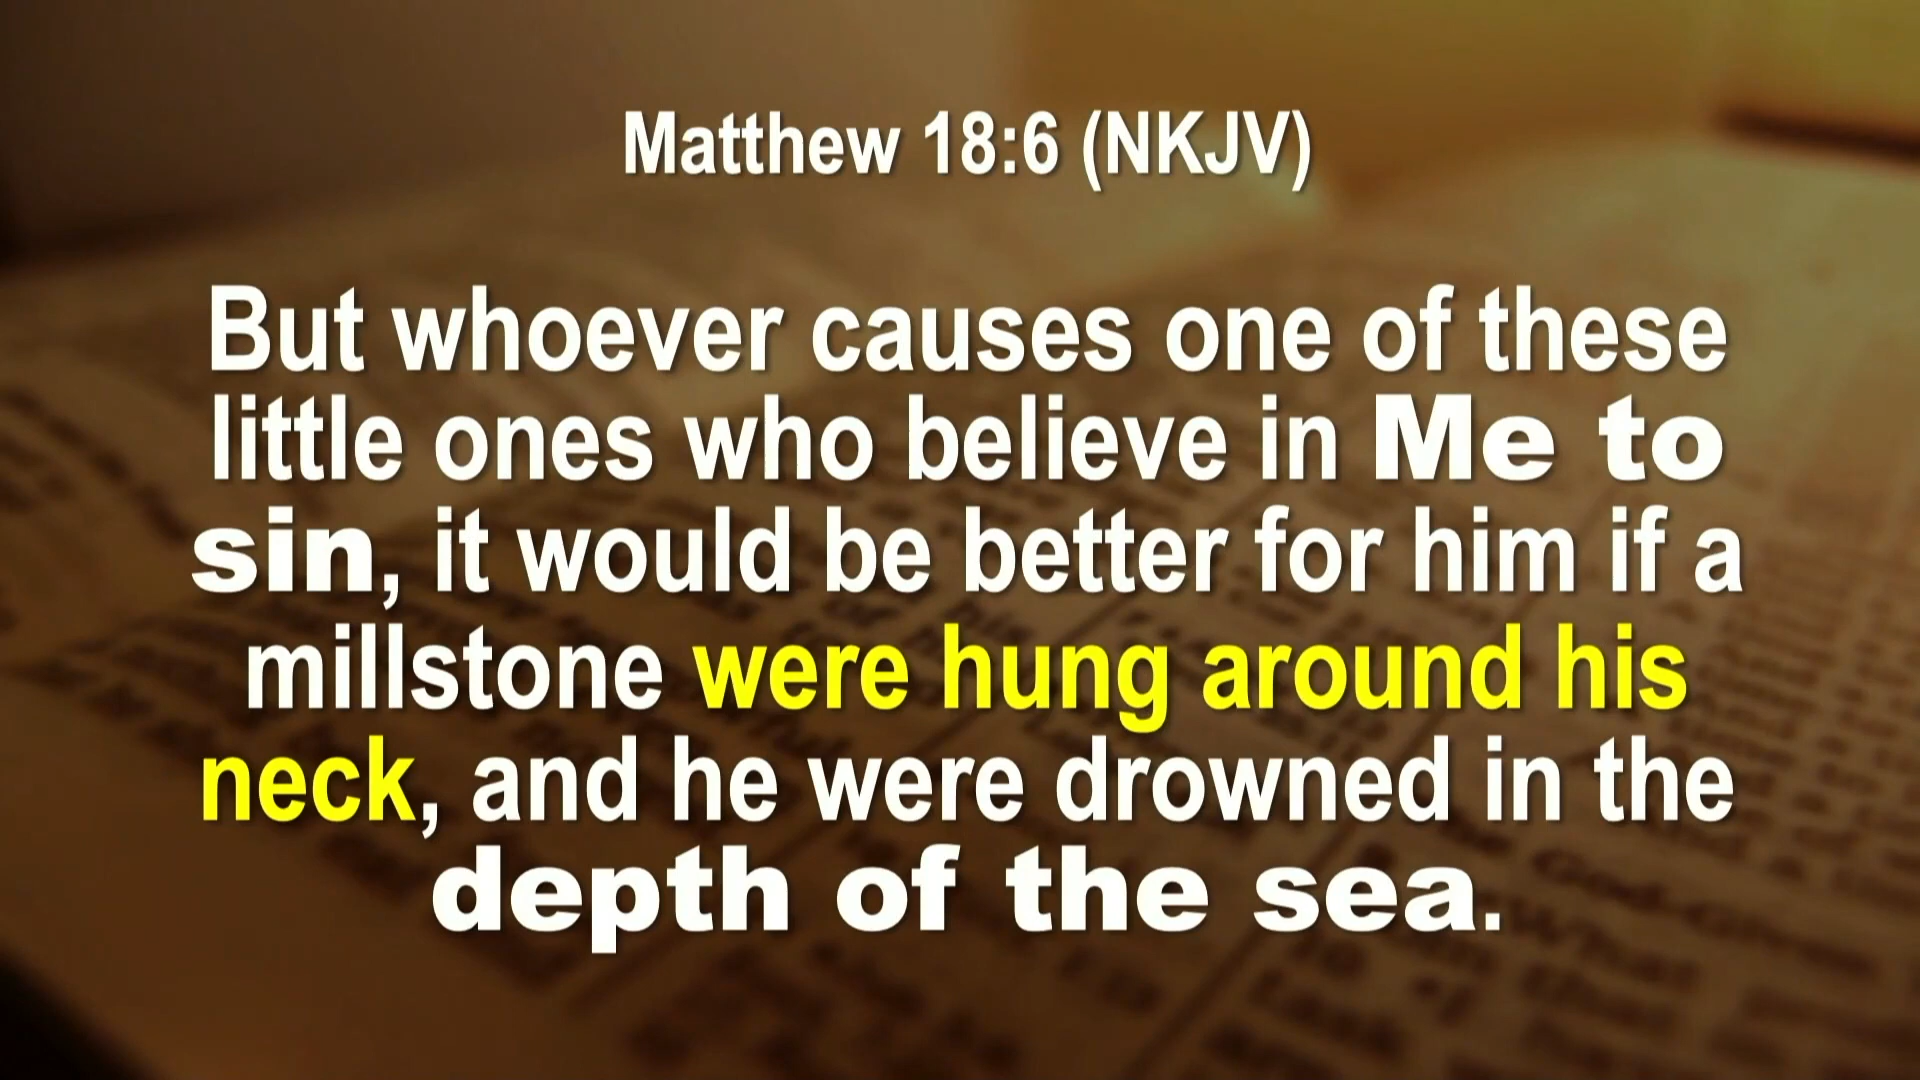 Matthew 18:6 (NKJV)
But whoever causes one of these
little ones who believe in Me to
sin, it would be better for him if a
millstone were hung around his
neck, and he were drowned in the
depth of the sea.